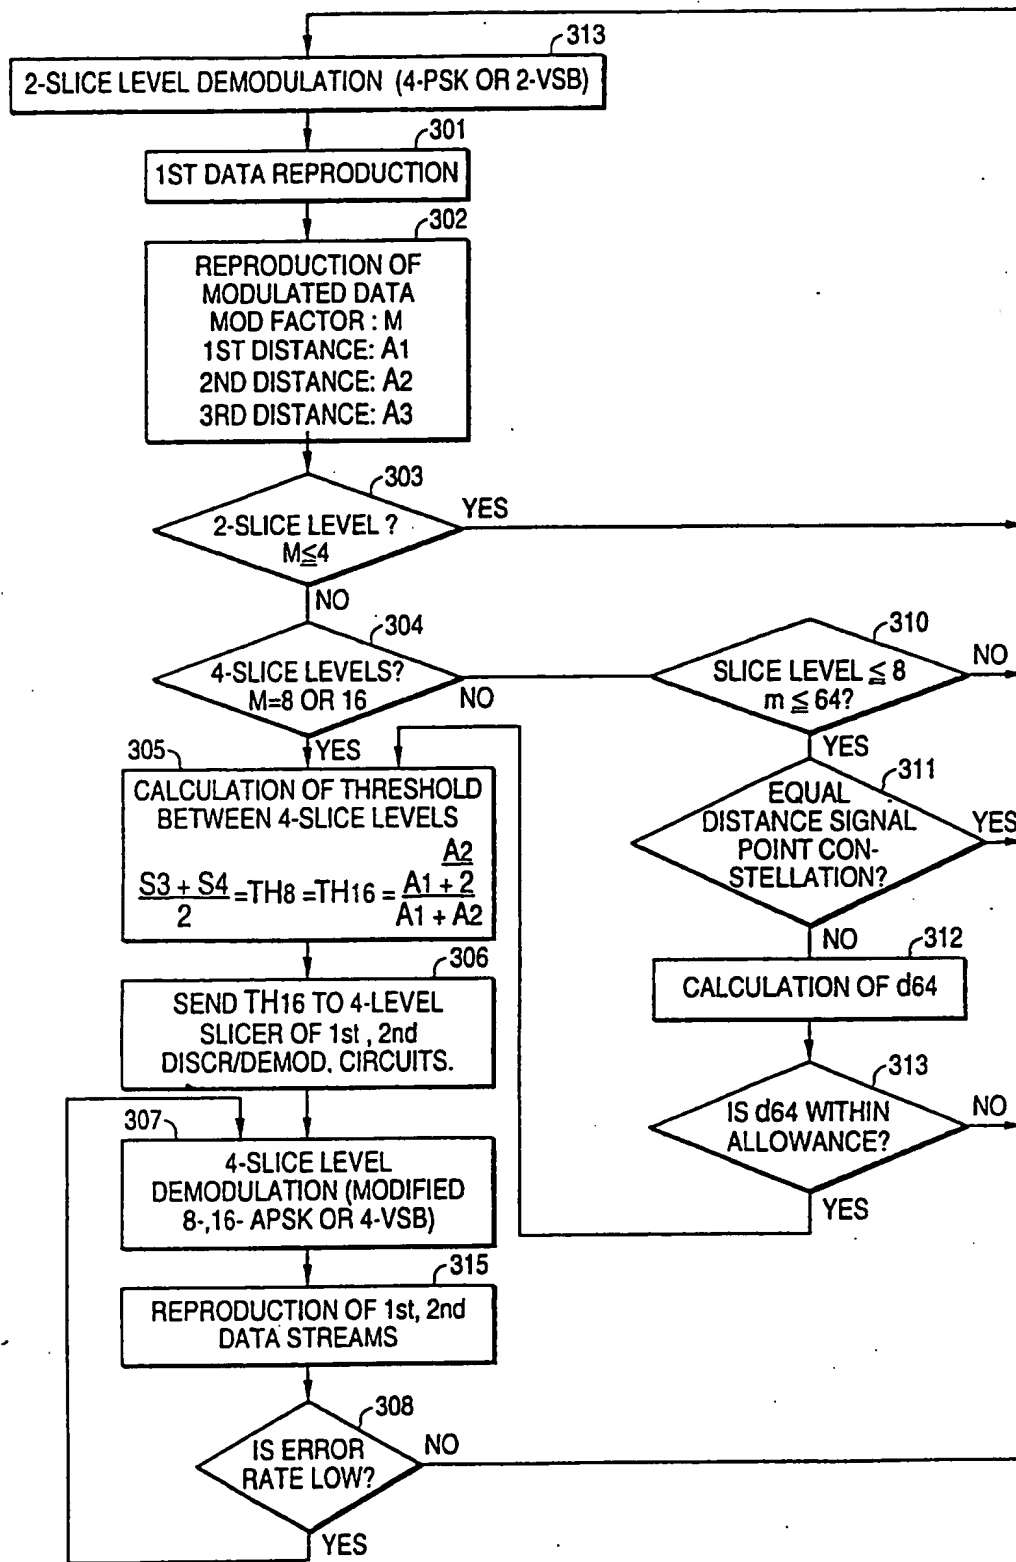 313
2-SLICE LEVEL DEMODULATION (4-PSK OR 2-VSB)
301
1ST DATA REPRODUCTION
302
REPRODUCTION OF
MODULATED DATA
MOD FACTOR : M
1ST DISTANCE: A1
2ND DISTANCE: A2
3RD DISTANCE: A3
303
2-SLICE LEVEL ?
M≦4
YES
NO
304
4-SLICE LEVELS?
M=8 OR 16
NO
YES
310
SLICE LEVEL ≦ 8
m ≦ 64?
NO
YES
305
CALCULATION OF THRESHOLD
BETWEEN 4-SLICE LEVELS
S3 + S4 / 2 =TH8 =TH16 = A1 + A2/2 / A1 + A2
311
EQUAL
DISTANCE SIGNAL
POINT CON-
STELLATION?
YES
NO
306
SEND TH16 TO 4-LEVEL
SLICER OF 1st , 2nd
DISCR/DEMOD. CIRCUITS.
312
CALCULATION OF d64
313
IS d64 WITHIN
ALLOWANCE?
NO
YES
307
4-SLICE LEVEL
DEMODULATION (MODIFIED
8-,16- APSK OR 4-VSB)
315
REPRODUCTION OF 1st, 2nd
DATA STREAMS
308
IS ERROR
RATE LOW?
NO
YES